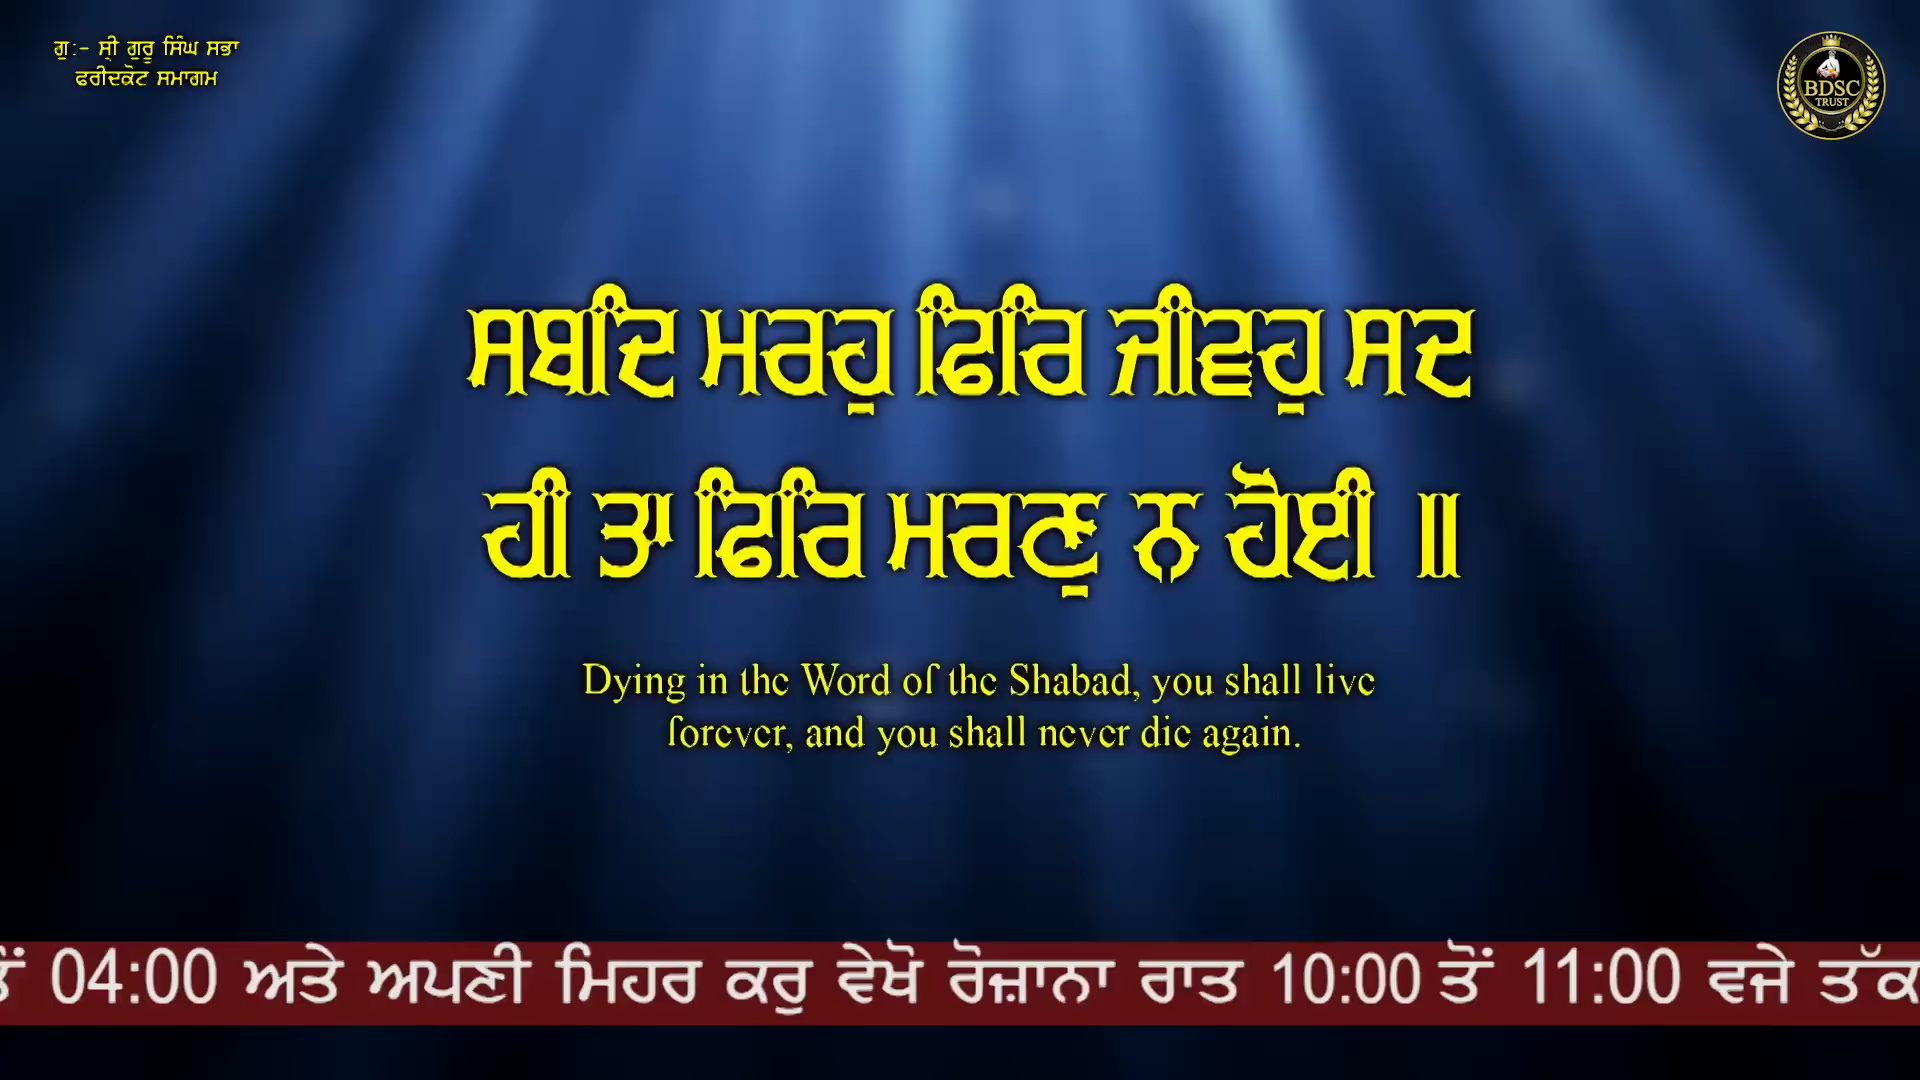 ਗੁ:- ਸ੍ਰੀ ਗੁਰੂ ਸਿੰਘ ਸਭਾ
ਫਰੀਦਕੋਟ ਸਮਾਗਮ
BDSC
TRUST
ਸਬਦਿ ਮਰਹੁ ਫਿਰਿ ਜੀਵਹੁ ਸਦ
ਹੀ ਤਾ ਫਿਰਿ ਮਰਣੁ ਨ ਹੋਈ ॥
Dying in the Word of the Shabad, you shall live
forever, and you shall never die again.
04:00 ਅਤੇ ਅਪਣੀ ਮਿਹਰ ਕਰੁ ਵੇਖੋ ਰੋਜ਼ਾਨਾ ਰਾਤ 10:00 ਤੋਂ 11:00 ਵਜੇ ਤੱਕ